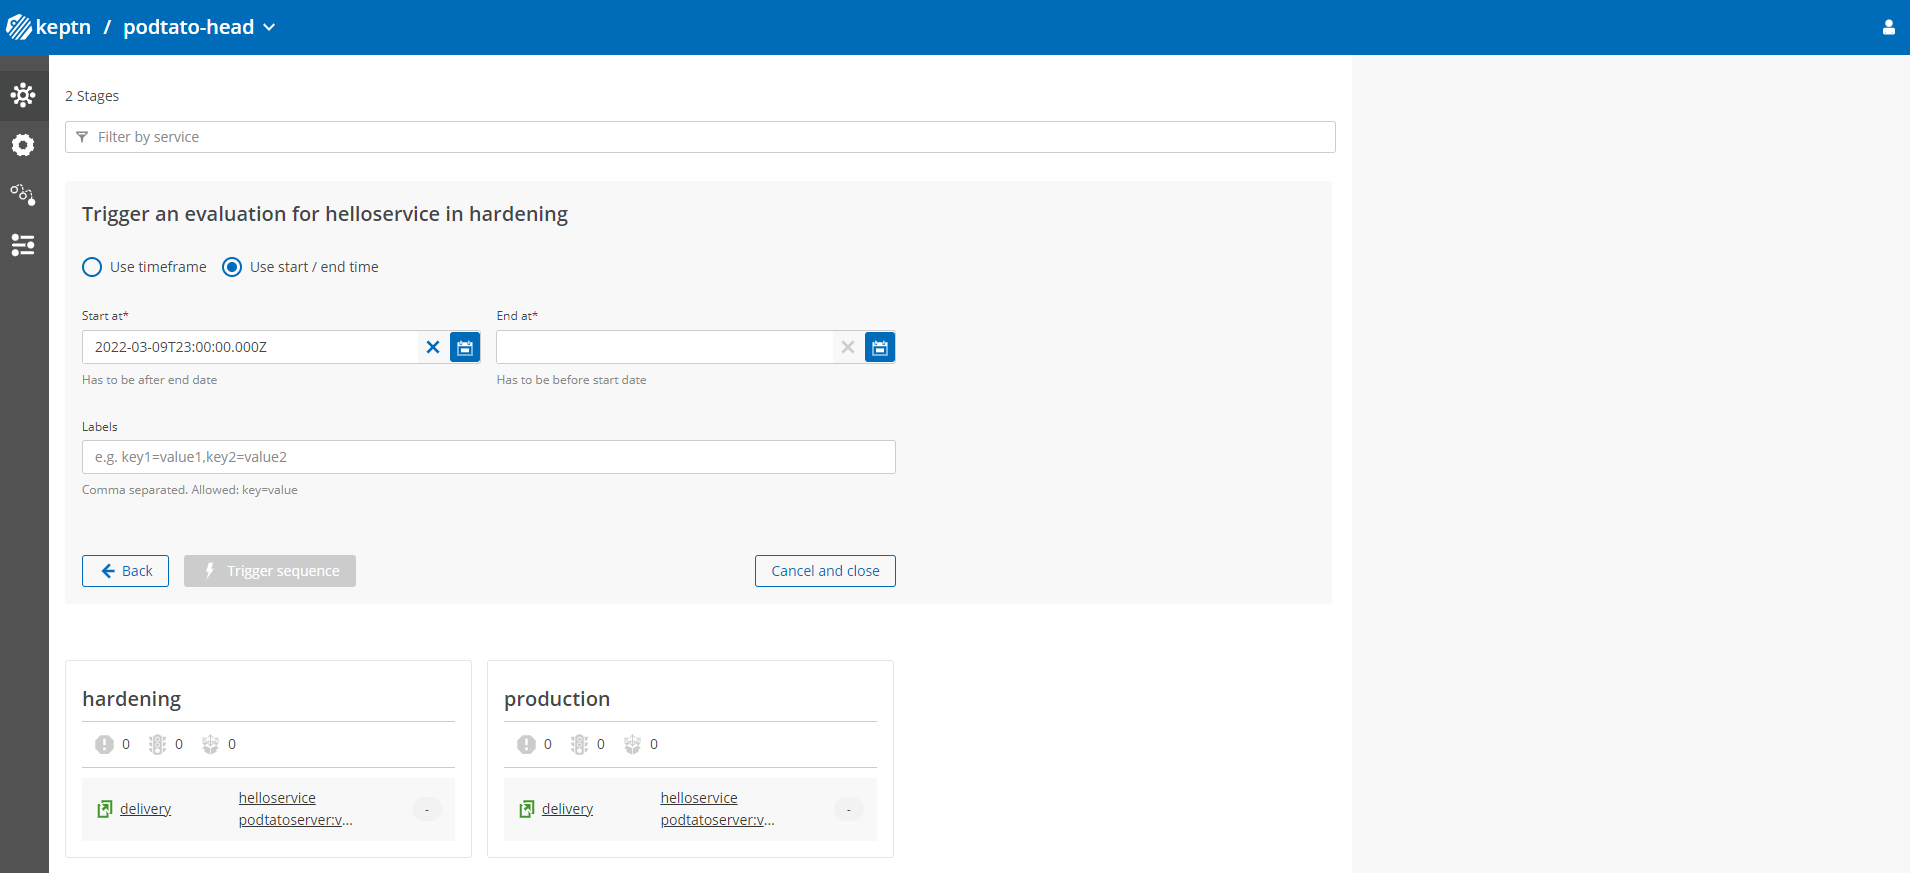 keptn / podtato-head
2 Stages
Filter by service
Trigger an evaluation for helloservice in hardening
Use timeframe Use start / end time
Start at* End at*
2022-03-09T23:00:00.000Z
Has to be after end date Has to be before start date
Labels
e.g. key1=value1,key2=value2
Comma separated. Allowed: key=value
Back Trigger sequence Cancel and close
hardening production
0 0 0 0 0 0
delivery helloservice - delivery helloservice -
podtatoserver:v... podtatoserver:v...